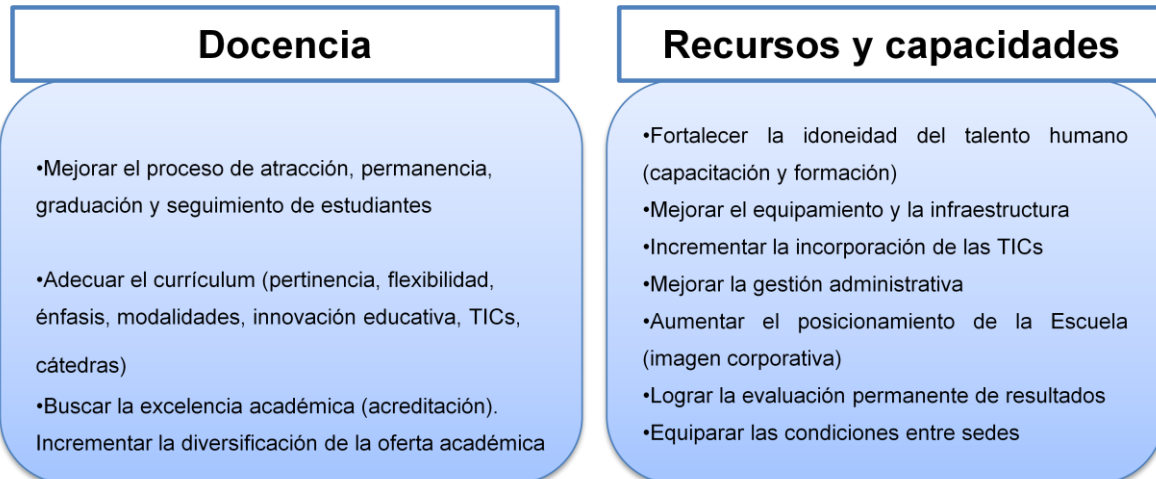 Docencia
•Mejorar el proceso de atracción, permanencia,
graduación y seguimiento de estudiantes
•Adecuar el currículum (pertinencia, flexibilidad,
énfasis, modalidades, innovación educativa, TICs,
cátedras)
•Buscar la excelencia académica (acreditación).
Incrementar la diversificación de la oferta académica
Recursos y capacidades
•Fortalecer la idoneidad del talento humano
(capacitación y formación)
•Mejorar el equipamiento y la infraestructura
•Incrementar la incorporación de las TICs
•Mejorar la gestión administrativa
•Aumentar el posicionamiento de la Escuela
(imagen corporativa)
•Lograr la evaluación permanente de resultados
•Equiparar las condiciones entre sedes